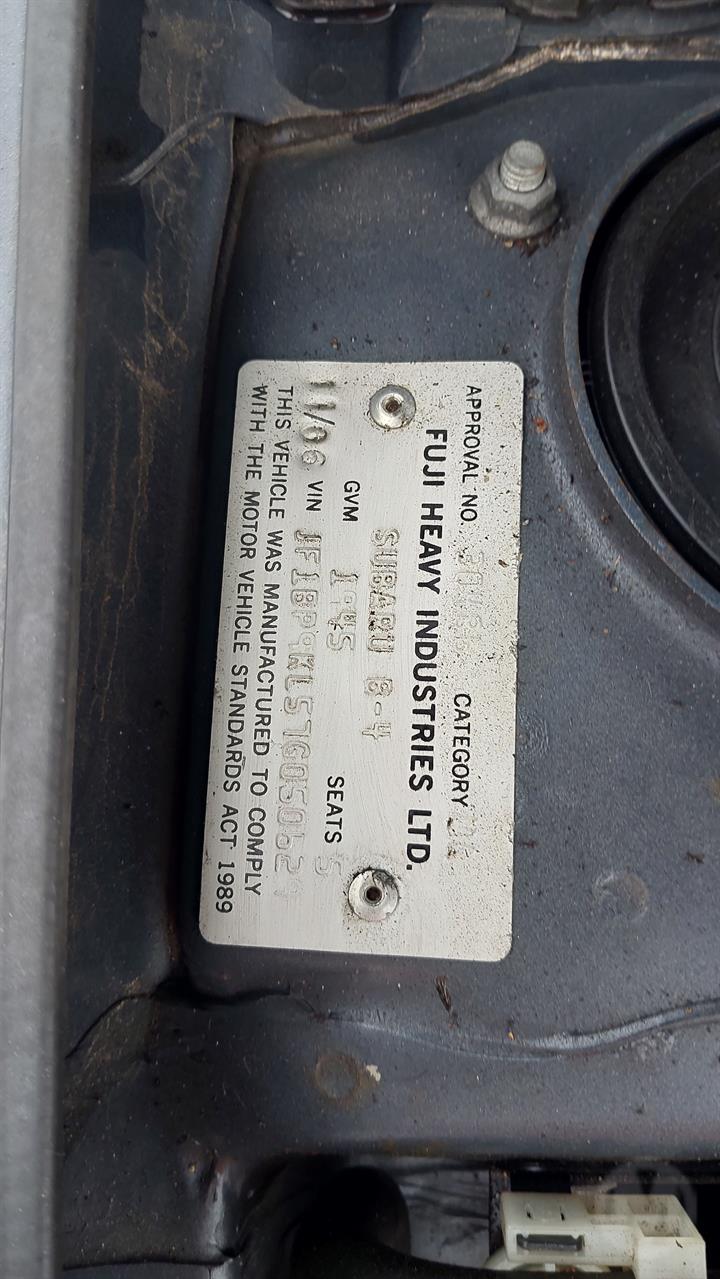 APPROVAL NO. CATEGORY
FUJI HEAVY INDUSTRIES LTD.
SUBARU B-4
GVM SEATS 5
11/06 VIN
THIS VEHICLE WAS MANUFACTURED TO COMPLY
WITH THE MOTOR VEHICLE STANDARDS ACT 1989